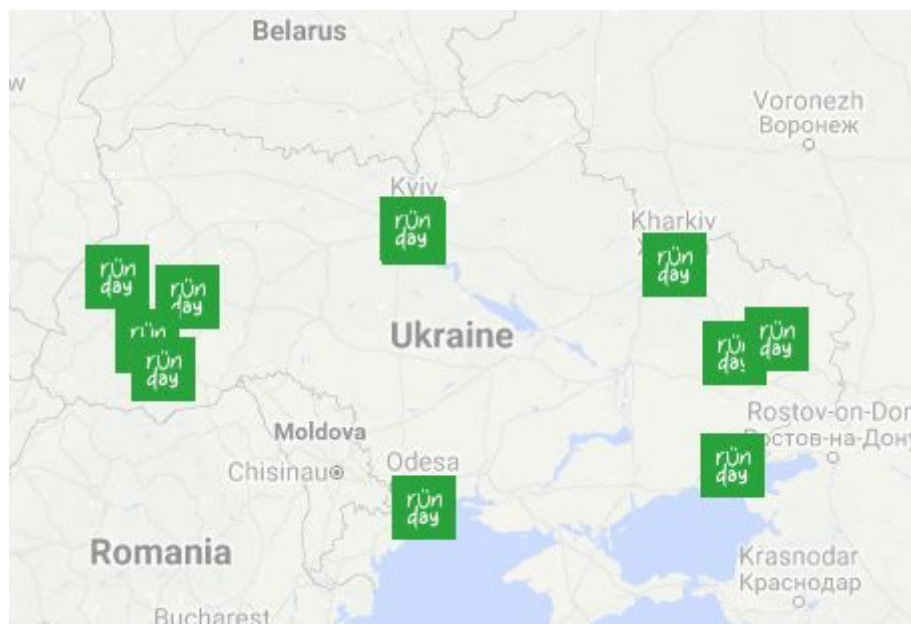 Belarus
w
Voronezh
Воронеж
Kyiv
rün
day
Kharkiv
rün
day
rün
day
rün
day
rün
rün
day
Ukraine
rün
day
Moldova
Rostov-on-Don
Ростов-на-Дону
Chisinau
Odesa
rün
day
rün
day
Romania
Krasnodar
Краснодар
Bucharest